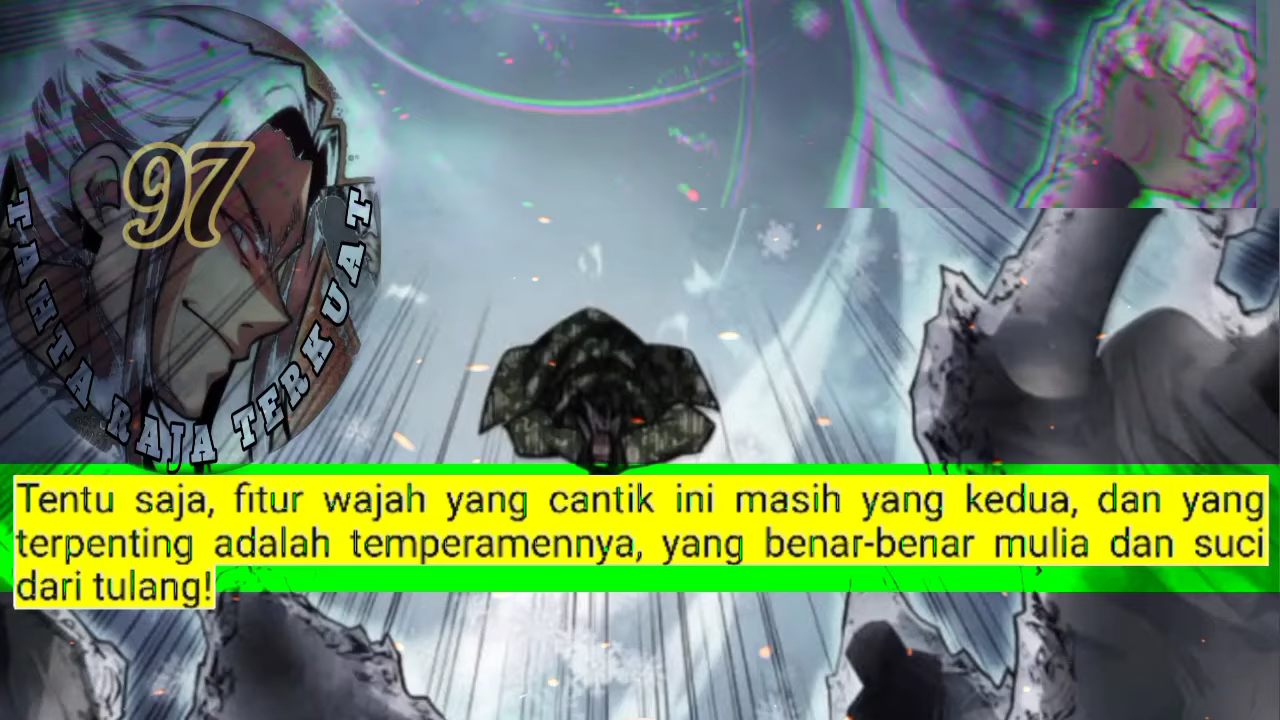 97
TAHTA RAJA TERKUAT
Tentu saja, fitur wajah yang cantik ini masih yang kedua, dan yang
terpenting adalah temperamennya, yang benar-benar mulia dan suci
dari tulang!